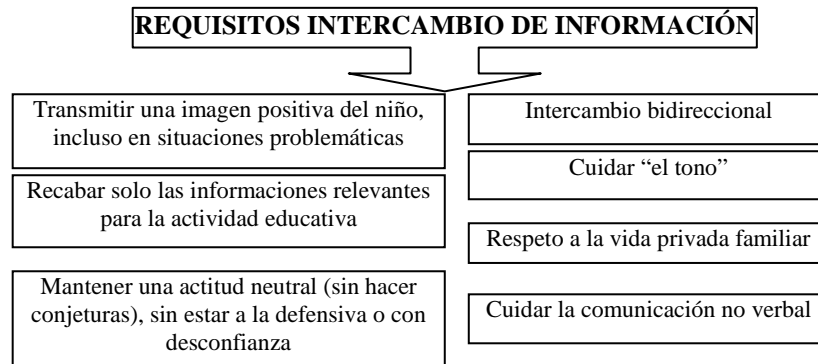 REQUISITOS INTERCAMBIO DE INFORMACIÓN
Transmitir una imagen positiva del niño,
incluso en situaciones problemáticas
Recabar solo las informaciones relevantes
para la actividad educativa
Mantener una actitud neutral (sin hacer
conjeturas), sin estar a la defensiva o con
desconfianza
Intercambio bidireccional
Cuidar “el tono”
Respeto a la vida privada familiar
Cuidar la comunicación no verbal